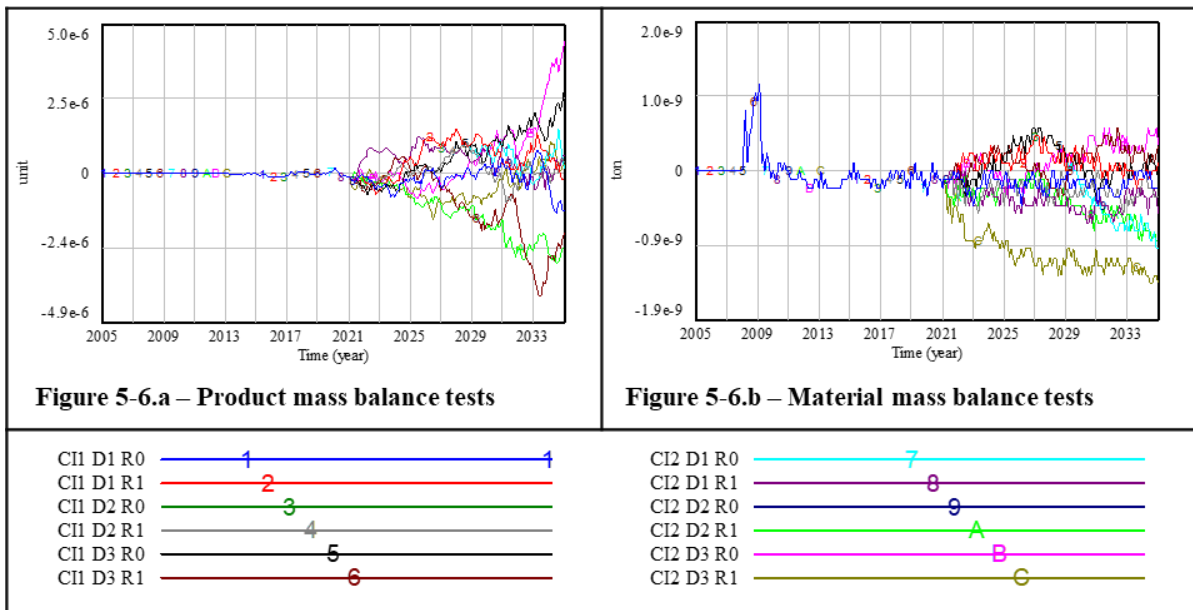 5.0e-6
2.5e-6
0
-2.4e-6
-4.9e-6
unit
2005 2009 2013 2017 2021 2025 2029 2033
Time (year)
Figure 5-6.a – Product mass balance tests
2.0e-9
1.0e-9
0
-0.9e-9
-1.9e-9
ton
2005 2009 2013 2017 2021 2025 2029 2033
Time (year)
Figure 5-6.b – Material mass balance tests
CI1 D1 R0 1 1
CI1 D1 R1 2
CI1 D2 R0 3
CI1 D2 R1 4
CI1 D3 R0 5
CI1 D3 R1 6
CI2 D1 R0 7
CI2 D1 R1 8
CI2 D2 R0 9
CI2 D2 R1 A
CI2 D3 R0 B
CI2 D3 R1 C